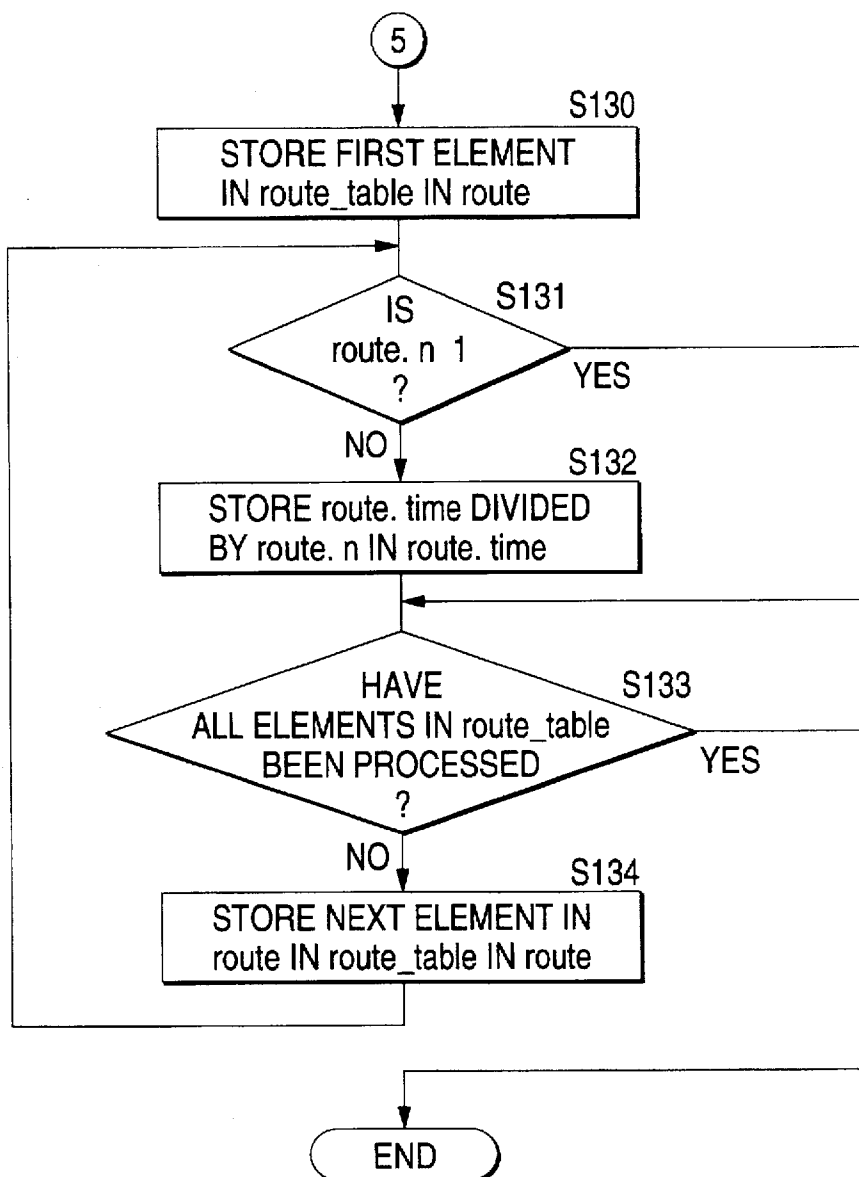 5
S130
STORE FIRST ELEMENT
IN route_table IN route
S131
IS
route. n 1
?
YES
NO
S132
STORE route. time DIVIDED
BY route. n IN route. time
S133
HAVE
ALL ELEMENTS IN route_table
BEEN PROCESSED
?
YES
NO
S134
STORE NEXT ELEMENT IN
route IN route_table IN route
END